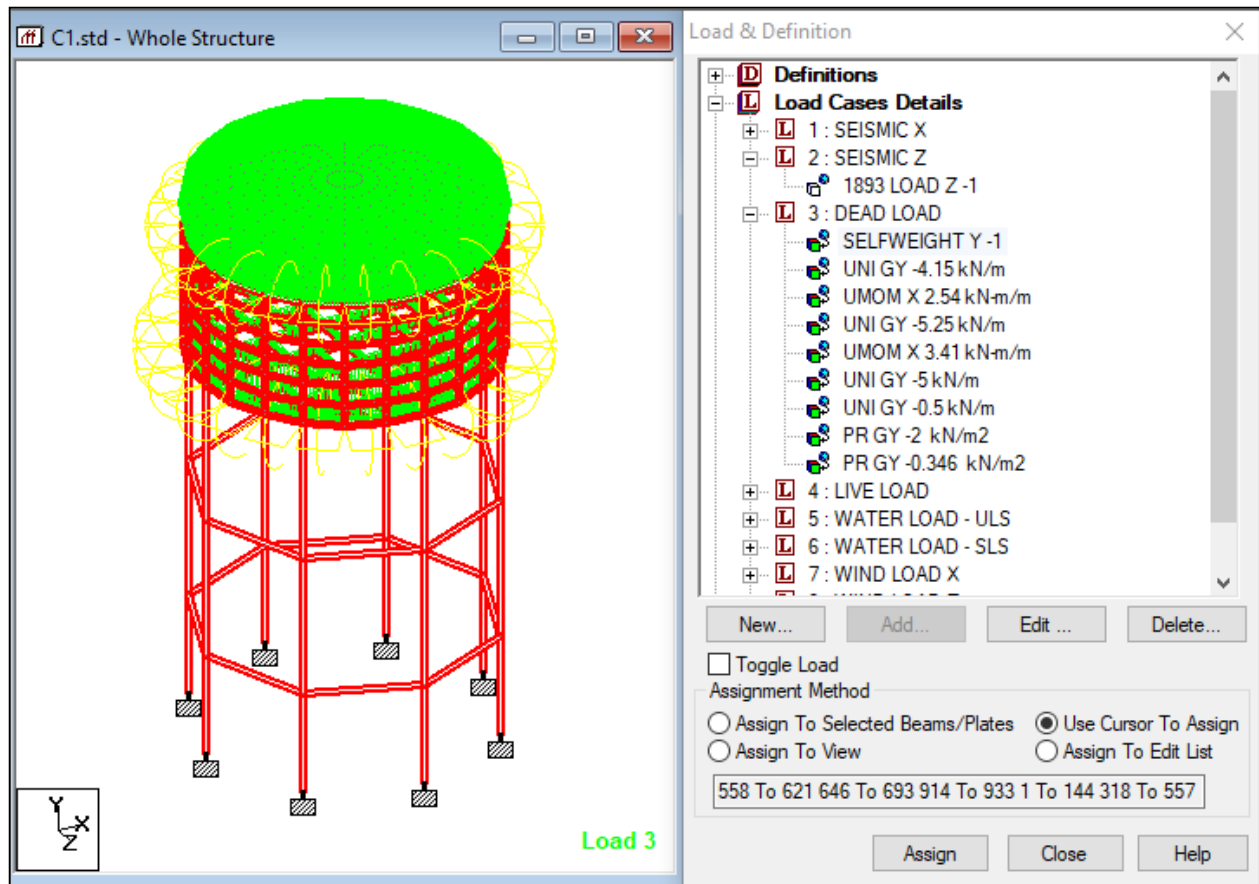 C1.std - Whole Structure
Load 3
Y
X
Z
Load & Definition
D Definitions
L Load Cases Details
L 1 : SEISMIC X
L 2 : SEISMIC Z
1893 LOAD Z -1
L 3 : DEAD LOAD
SELFWEIGHT Y -1
UNI GY -4.15 kN/m
UMOM X 2.54 kN-m/m
UNI GY -5.25 kN/m
UMOM X 3.41 kN-m/m
UNI GY -5 kN/m
UNI GY -0.5 kN/m
PR GY -2 kN/m2
PR GY -0.346 kN/m2
L 4 : LIVE LOAD
L 5 : WATER LOAD - ULS
L 6 : WATER LOAD - SLS
L 7 : WIND LOAD X
New... Add... Edit ... Delete...
Toggle Load
Assignment Method
Assign To Selected Beams/Plates Use Cursor To Assign
Assign To View Assign To Edit List
558 To 621 646 To 693 914 To 933 1 To 144 318 To 557
Assign Close Help